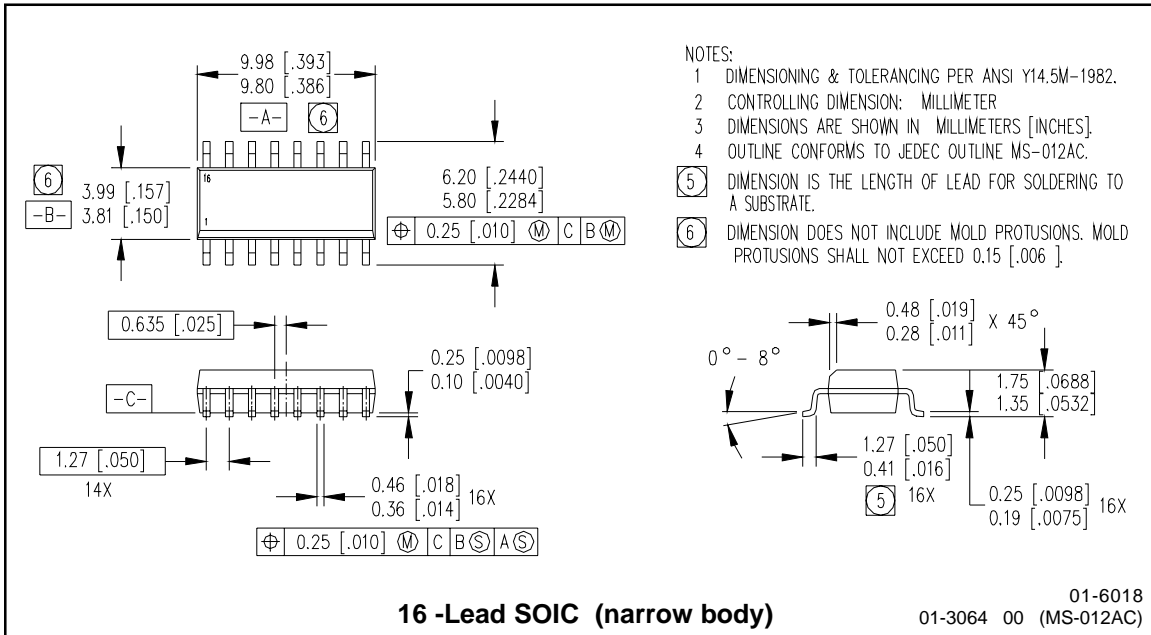 9.98 [.393]
9.80 [.386]
-A- 6
6
3.99 [.157]
-B- 3.81 [.150]
16
1
6.20 [.2440]
5.80 [.2284]
⌖ 0.25 [.010] Ⓜ C B Ⓜ
NOTES:
1 DIMENSIONING & TOLERANCING PER ANSI Y14.5M-1982.
2 CONTROLLING DIMENSION: MILLIMETER
3 DIMENSIONS ARE SHOWN IN MILLIMETERS [INCHES].
4 OUTLINE CONFORMS TO JEDEC OUTLINE MS-012AC.
5 DIMENSION IS THE LENGTH OF LEAD FOR SOLDERING TO
A SUBSTRATE.
6 DIMENSION DOES NOT INCLUDE MOLD PROTUSIONS. MOLD
PROTUSIONS SHALL NOT EXCEED 0.15 [.006 ].
0.635 [.025]
0.25 [.0098]
0.10 [.0040]
-C-
1.27 [.050]
14X
0.46 [.018]
0.36 [.014] 16X
⌖ 0.25 [.010] Ⓜ C B Ⓢ A Ⓢ
0.48 [.019]
0.28 [.011] X 45°
0° - 8°
1.75 [.0688]
1.35 [.0532]
1.27 [.050]
0.41 [.016]
5 16X
0.25 [.0098]
0.19 [.0075] 16X
16 -Lead SOIC (narrow body)
01-6018
01-3064 00 (MS-012AC)